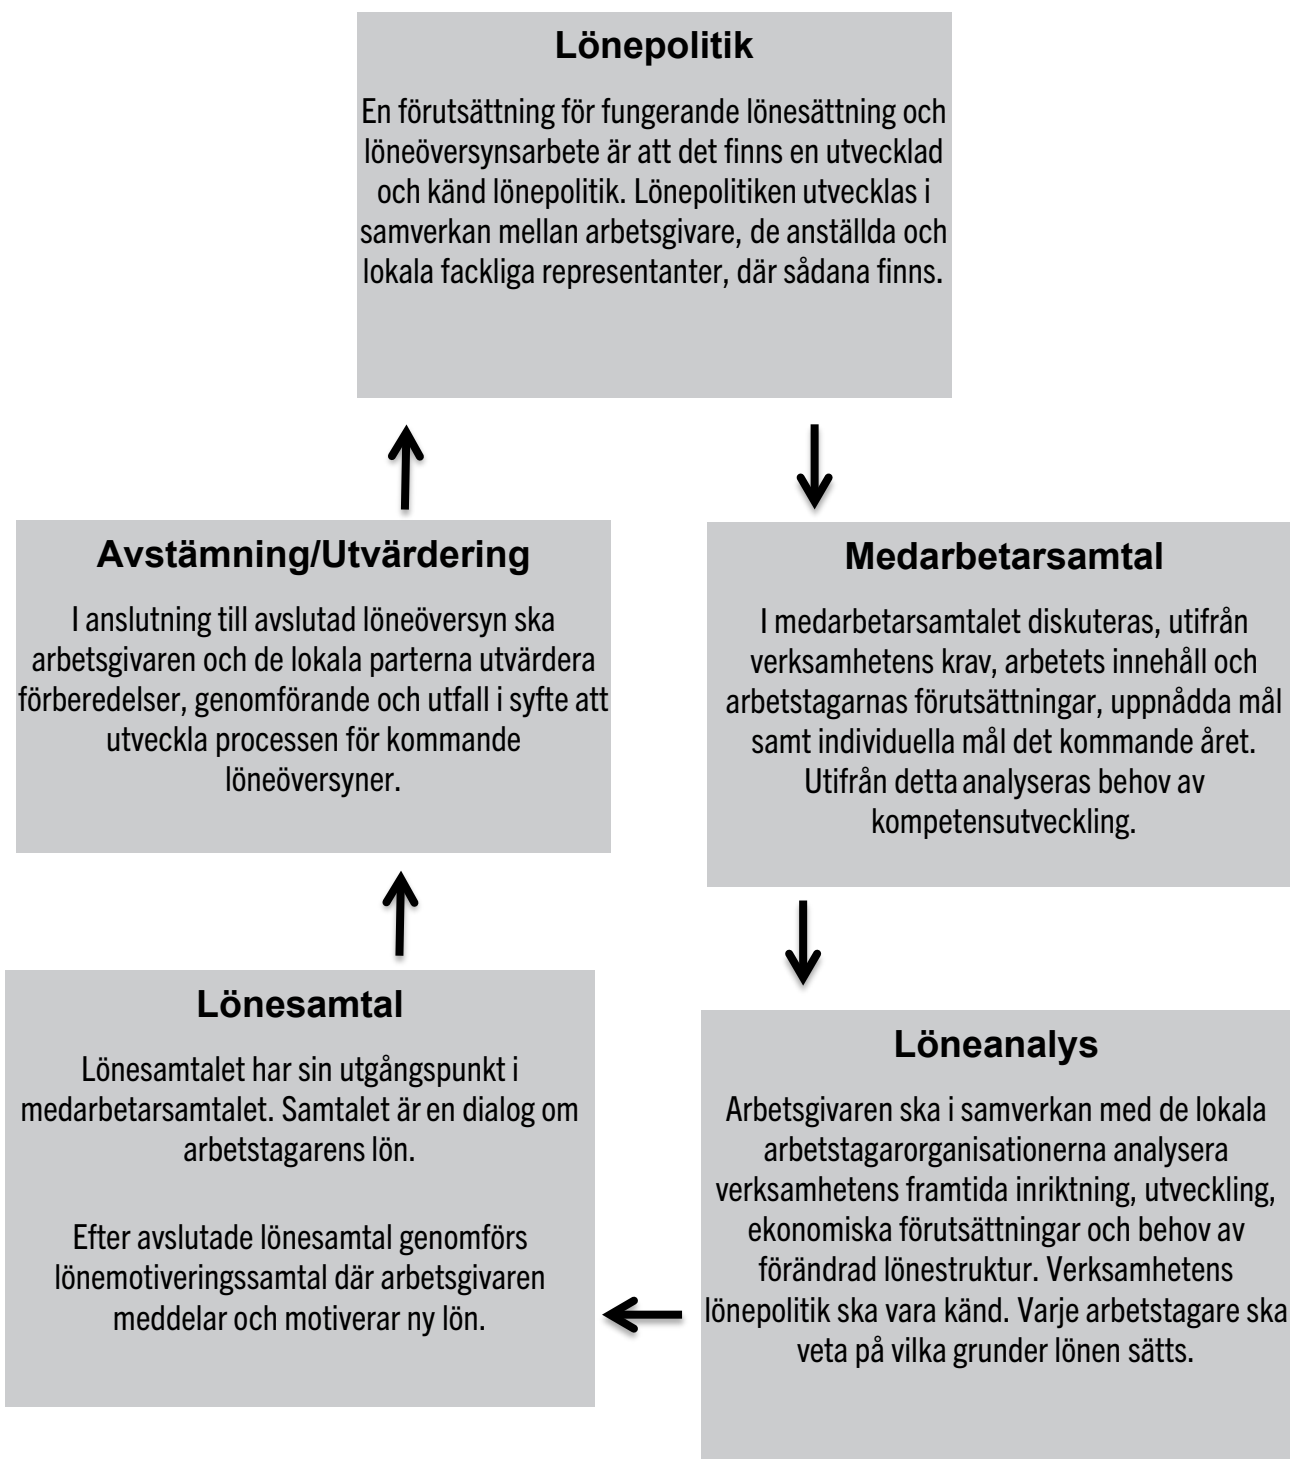 Lönepolitik
En förutsättning för fungerande lönesättning och
löneöversynsarbete är att det finns en utvecklad
och känd lönepolitik. Lönepolitiken utvecklas i
samverkan mellan arbetsgivare, de anställda och
lokala fackliga representanter, där sådana finns.
Medarbetarsamtal
I medarbetarsamtalet diskuteras, utifrån
verksamhetens krav, arbetets innehåll och
arbetstagarnas förutsättningar, uppnådda mål
samt individuella mål det kommande året.
Utifrån detta analyseras behov av
kompetensutveckling.
Löneanalys
Arbetsgivaren ska i samverkan med de lokala
arbetstagarorganisationerna analysera
verksamhetens framtida inriktning, utveckling,
ekonomiska förutsättningar och behov av
förändrad lönestruktur. Verksamhetens
lönepolitik ska vara känd. Varje arbetstagare ska
veta på vilka grunder lönen sätts.
Lönesamtal
Lönesamtalet har sin utgångspunkt i
medarbetarsamtalet. Samtalet är en dialog om
arbetstagarens lön.
Efter avslutade lönesamtal genomförs
lönemotiveringssamtal där arbetsgivaren
meddelar och motiverar ny lön.
Avstämning/Utvärdering
I anslutning till avslutad löneöversyn ska
arbetsgivaren och de lokala parterna utvärdera
förberedelser, genomförande och utfall i syfte att
utveckla processen för kommande
löneöversyner.